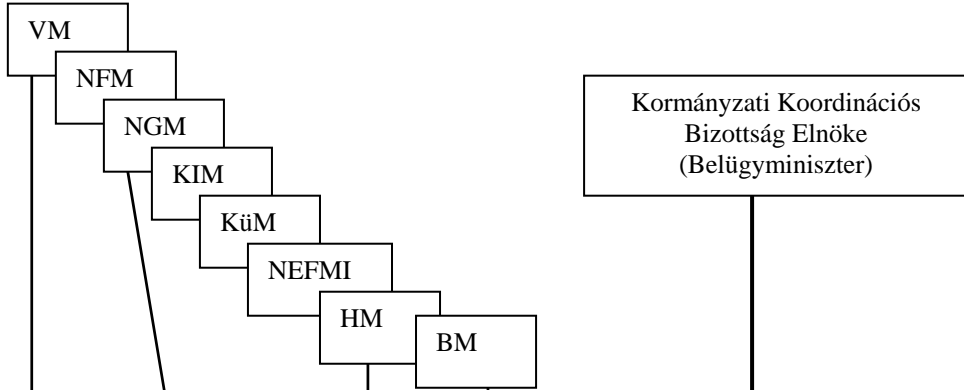 VM
NFM
NGM
KIM
KüM
NEFMI
HM
BM
Kormányzati Koordinációs
Bizottság Elnöke
(Belügyminiszter)